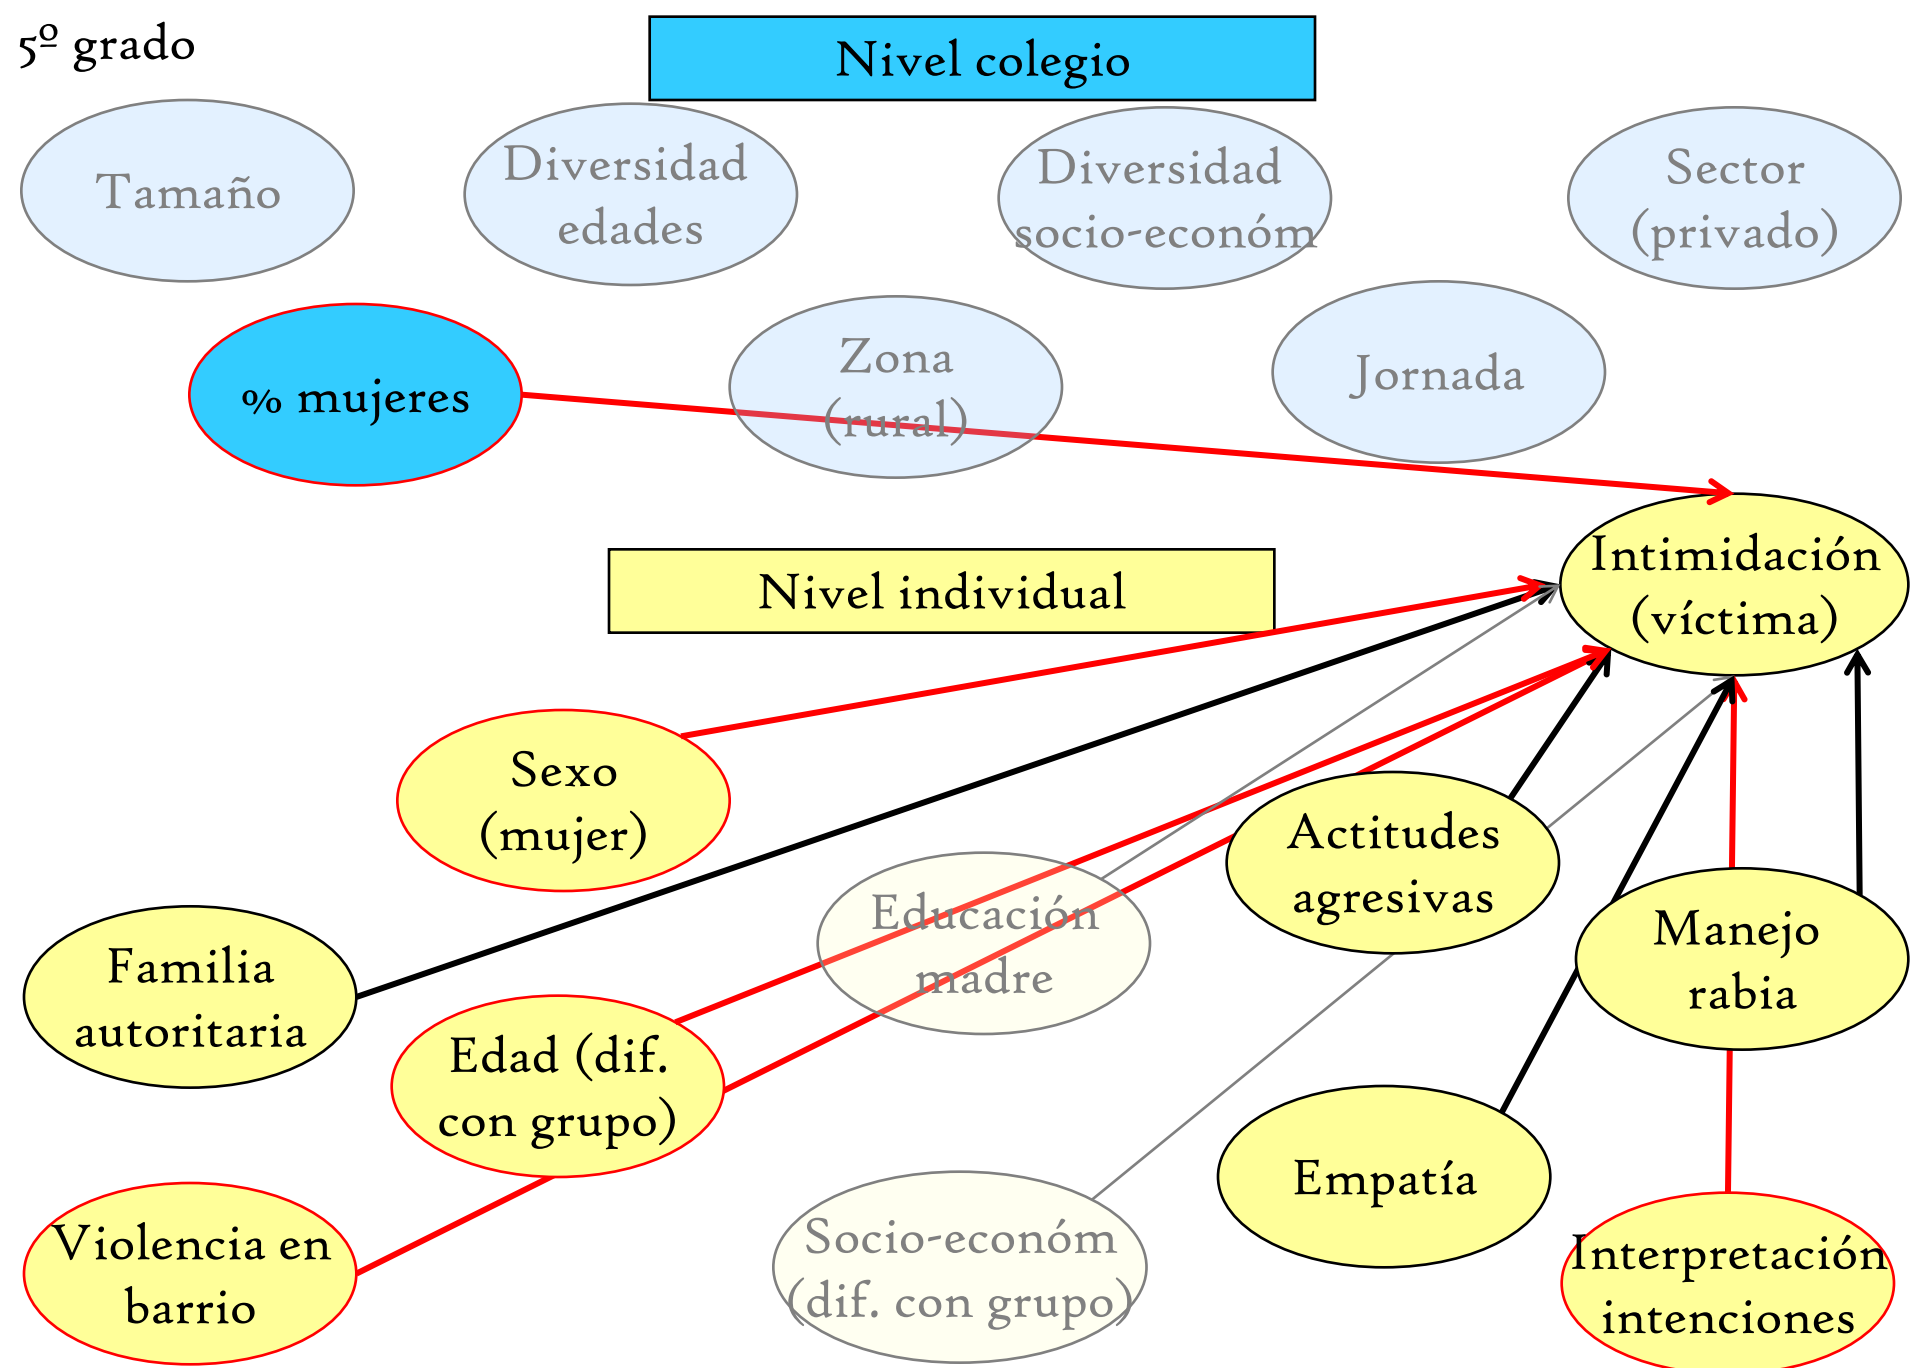 5º grado
Nivel colegio
Tamaño
Diversidad
edades
Diversidad
socio-económ
Sector
(privado)
% mujeres
Zona
(rural)
Jornada
Intimidación
(víctima)
Nivel individual
Sexo
(mujer)
Actitudes
agresivas
Educación
madre
Manejo
rabia
Familia
autoritaria
Edad (dif.
con grupo)
Empatía
Violencia en
barrio
Socio-económ
(dif. con grupo)
Interpretación
intenciones